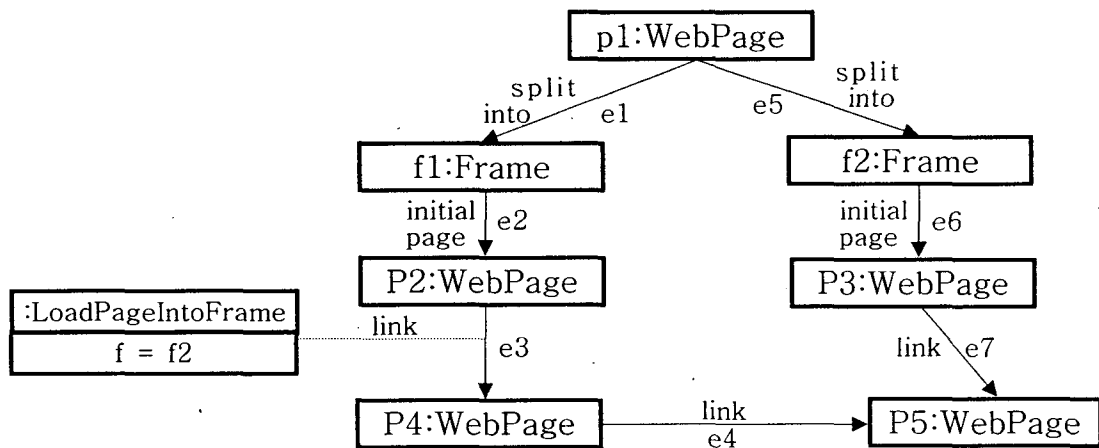 p1:WebPage
split
into
e1
e5
split
into
f1:Frame
f2:Frame
initial
page
e2
initial
page
e6
P2:WebPage
P3:WebPage
:LoadPageIntoFrame
f = f2
link
e3
link
e7
P4:WebPage
link
e4
P5:WebPage